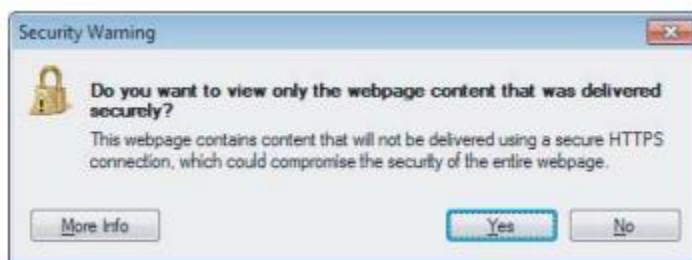 Security Warning
Do you want to view only the webpage content that was delivered
securely?
This webpage contains content that will not be delivered using a secure HTTPS
connection, which could compromise the security of the entire webpage.
More Info
Yes
No